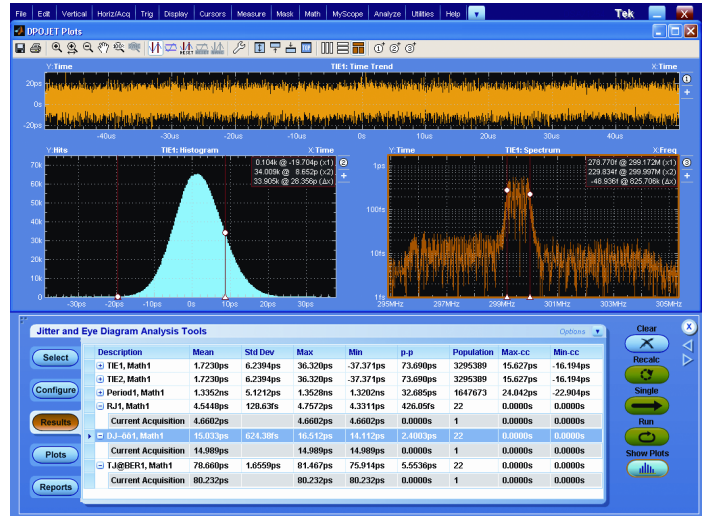 File Edit Vertical Horiz/Acq Trig Display Cursors Measure Mask Math MyScope Analyze Utilities Help Tek X
DPOJET Plots
RESET
Y:Time TIE1: Time Trend X:Time
20ps
0s
-20ps
-40us -30us -20us -10us 0s 10us 20us 30us 40us
1
Y:Hits TIE1: Histogram X:Time
0.104k @ -19.704p (x1)
34.009k @ 8.652p (x2)
33.905k @ 28.356p (Δx)
70k
60k
50k
40k
30k
20k
10k
0
-30ps -20ps -10ps 0s 10ps 20ps 30ps
2
Y:Time TIE1: Spectrum X:Freq
278.770f @ 299.172M (x1)
229.834f @ 299.997M (x2)
-48.936f @ 825.706k (Δx)
1ps
100fs
10fs
1fs
295MHz 297MHz 299MHz 301MHz 303MHz 305MHz
3
Jitter and Eye Diagram Analysis Tools Options
Select
Configure
Results
Plots
Reports
Description Mean Std Dev Max Min p-p Population Max-cc Min-cc
TIE1, Math1 1.7230ps 6.2394ps 36.320ps -37.371ps 73.690ps 3295389 15.627ps -16.194ps
TIE2, Math1 1.7230ps 6.2394ps 36.320ps -37.371ps 73.690ps 3295389 15.627ps -16.194ps
Period1, Math1 1.3352ns 5.1212ps 1.3528ns 1.3202ns 32.685ps 1647673 24.042ps -22.904ps
RJ1, Math1 4.5448ps 128.63fs 4.7572ps 4.3311ps 426.05fs 22 0.0000s 0.0000s
Current Acquisition 4.6602ps 4.6602ps 4.6602ps 0.0000s 1 0.0000s 0.0000s
DJ-δδ1, Math1 15.033ps 624.38fs 16.512ps 14.112ps 2.4003ps 22 0.0000s 0.0000s
Current Acquisition 14.989ps 14.989ps 14.989ps 0.0000s 1 0.0000s 0.0000s
TJ@BER1, Math1 78.660ps 1.6559ps 81.467ps 75.914ps 5.5536ps 22 0.0000s 0.0000s
Current Acquisition 80.232ps 80.232ps 80.232ps 0.0000s 1 0.0000s 0.0000s
Clear
Recalc
Single
Run
Show Plots